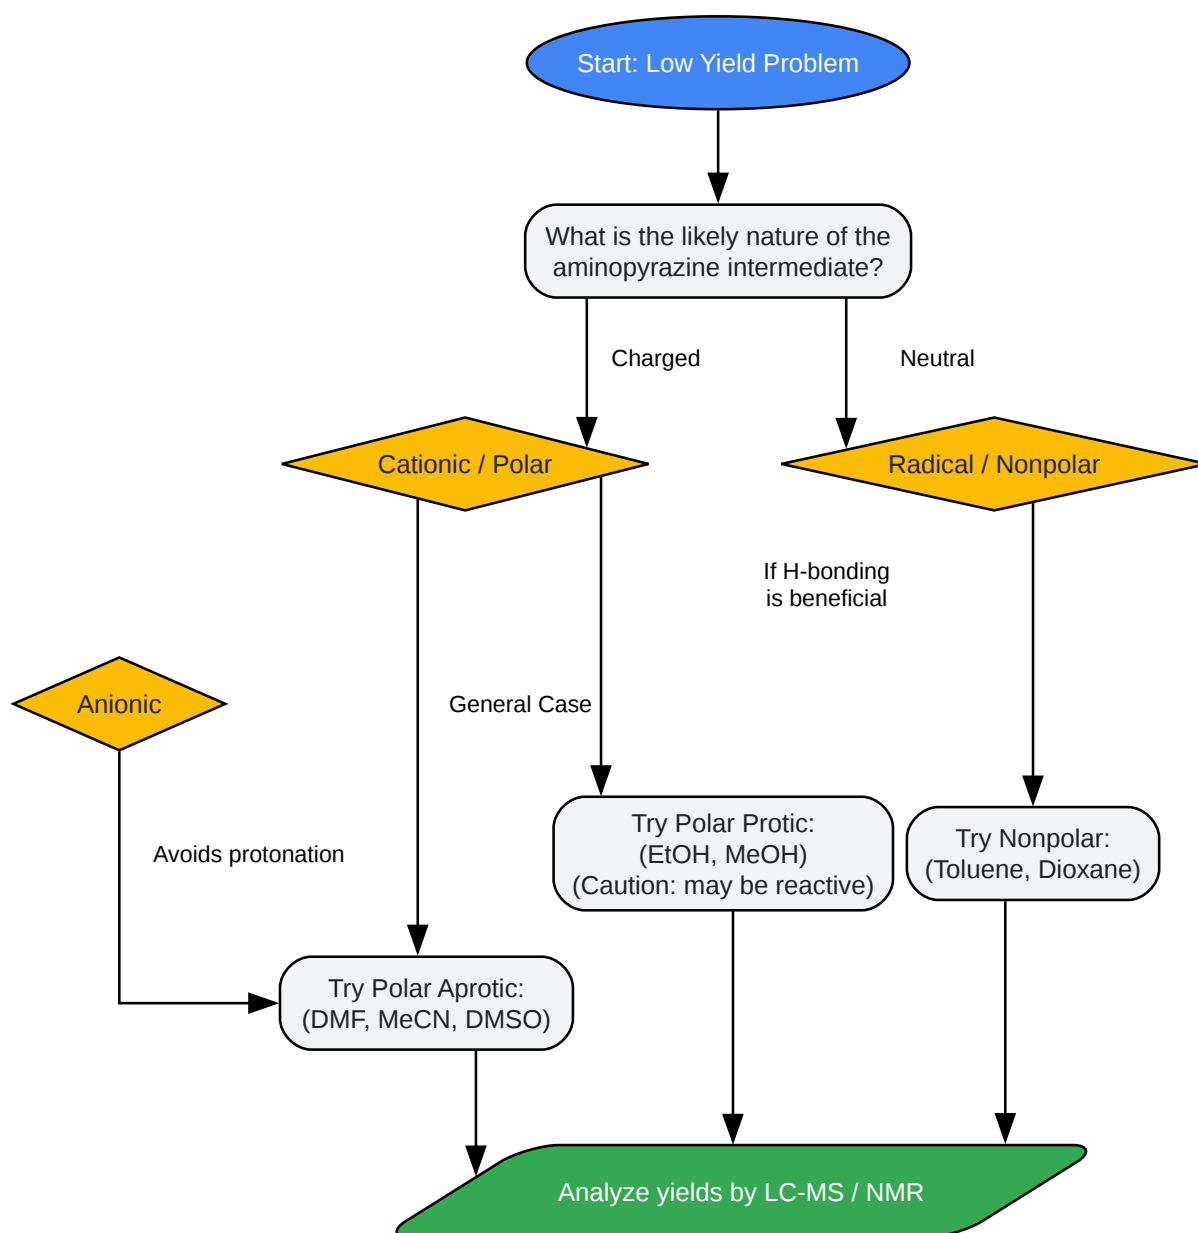 Start: Low Yield Problem
What is the likely nature of the
aminopyrazine intermediate?
Charged
Neutral
Cationic / Polar
Radical / Nonpolar
If H-bonding
is beneficial
Anionic
General Case
Avoids protonation
Try Polar Protic:
(EtOH, MeOH)
(Caution: may be reactive)
Try Nonpolar:
(Toluene, Dioxane)
Try Polar Aprotic:
(DMF, MeCN, DMSO)
Analyze yields by LC-MS / NMR